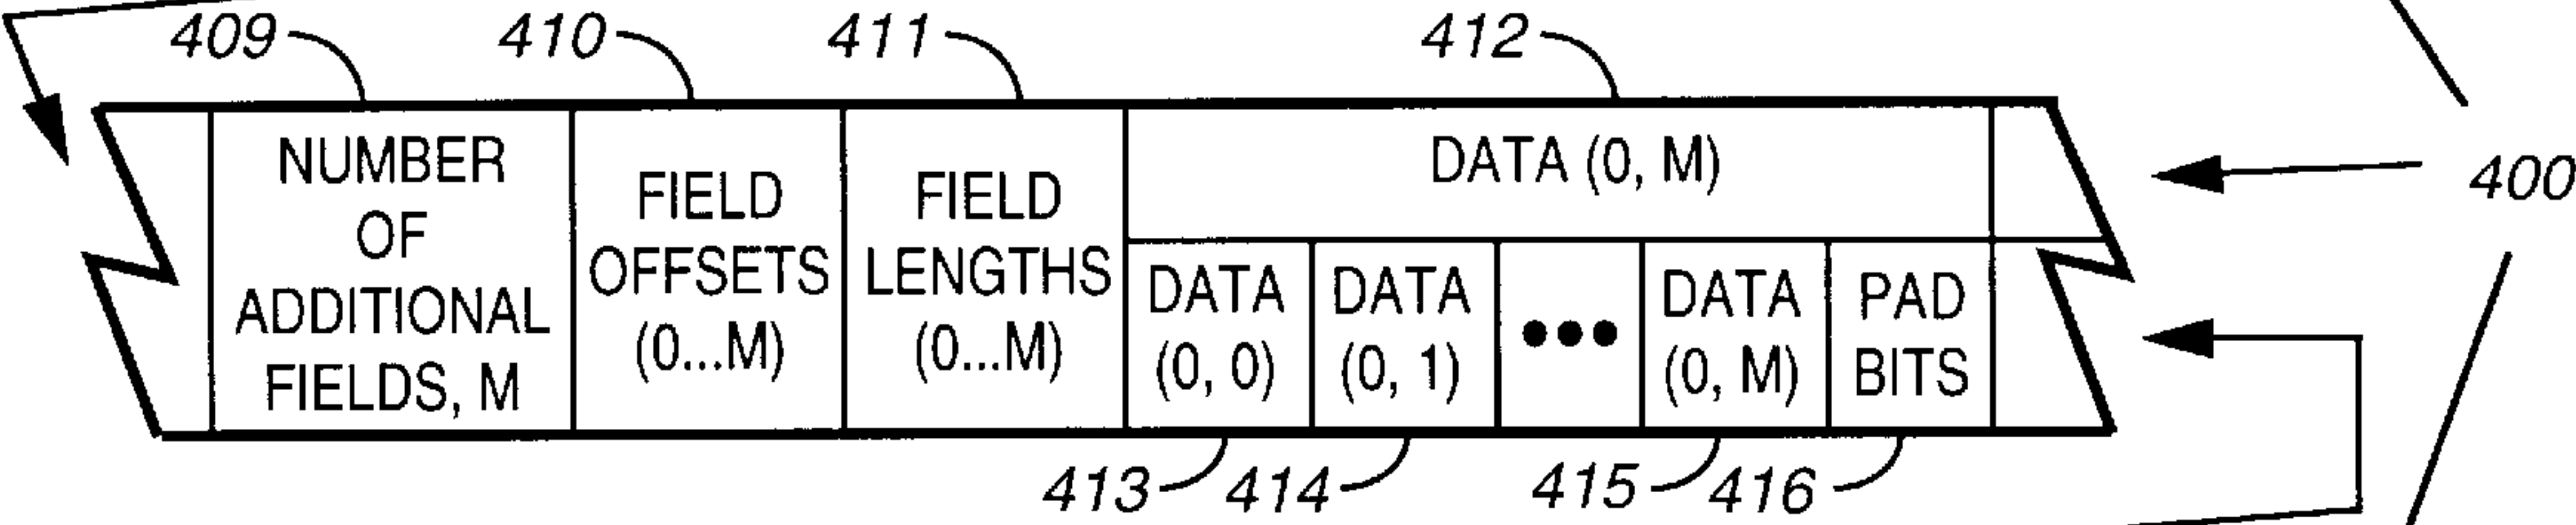 409 410 411 412
NUMBER
OF
ADDITIONAL
FIELDS, M
FIELD
OFFSETS
(0...M)
FIELD
LENGTHS
(0...M)
DATA (0, M)
DATA
(0, 0)
DATA
(0, 1)
●●●
DATA
(0, M)
PAD
BITS
400
413 414 415 416